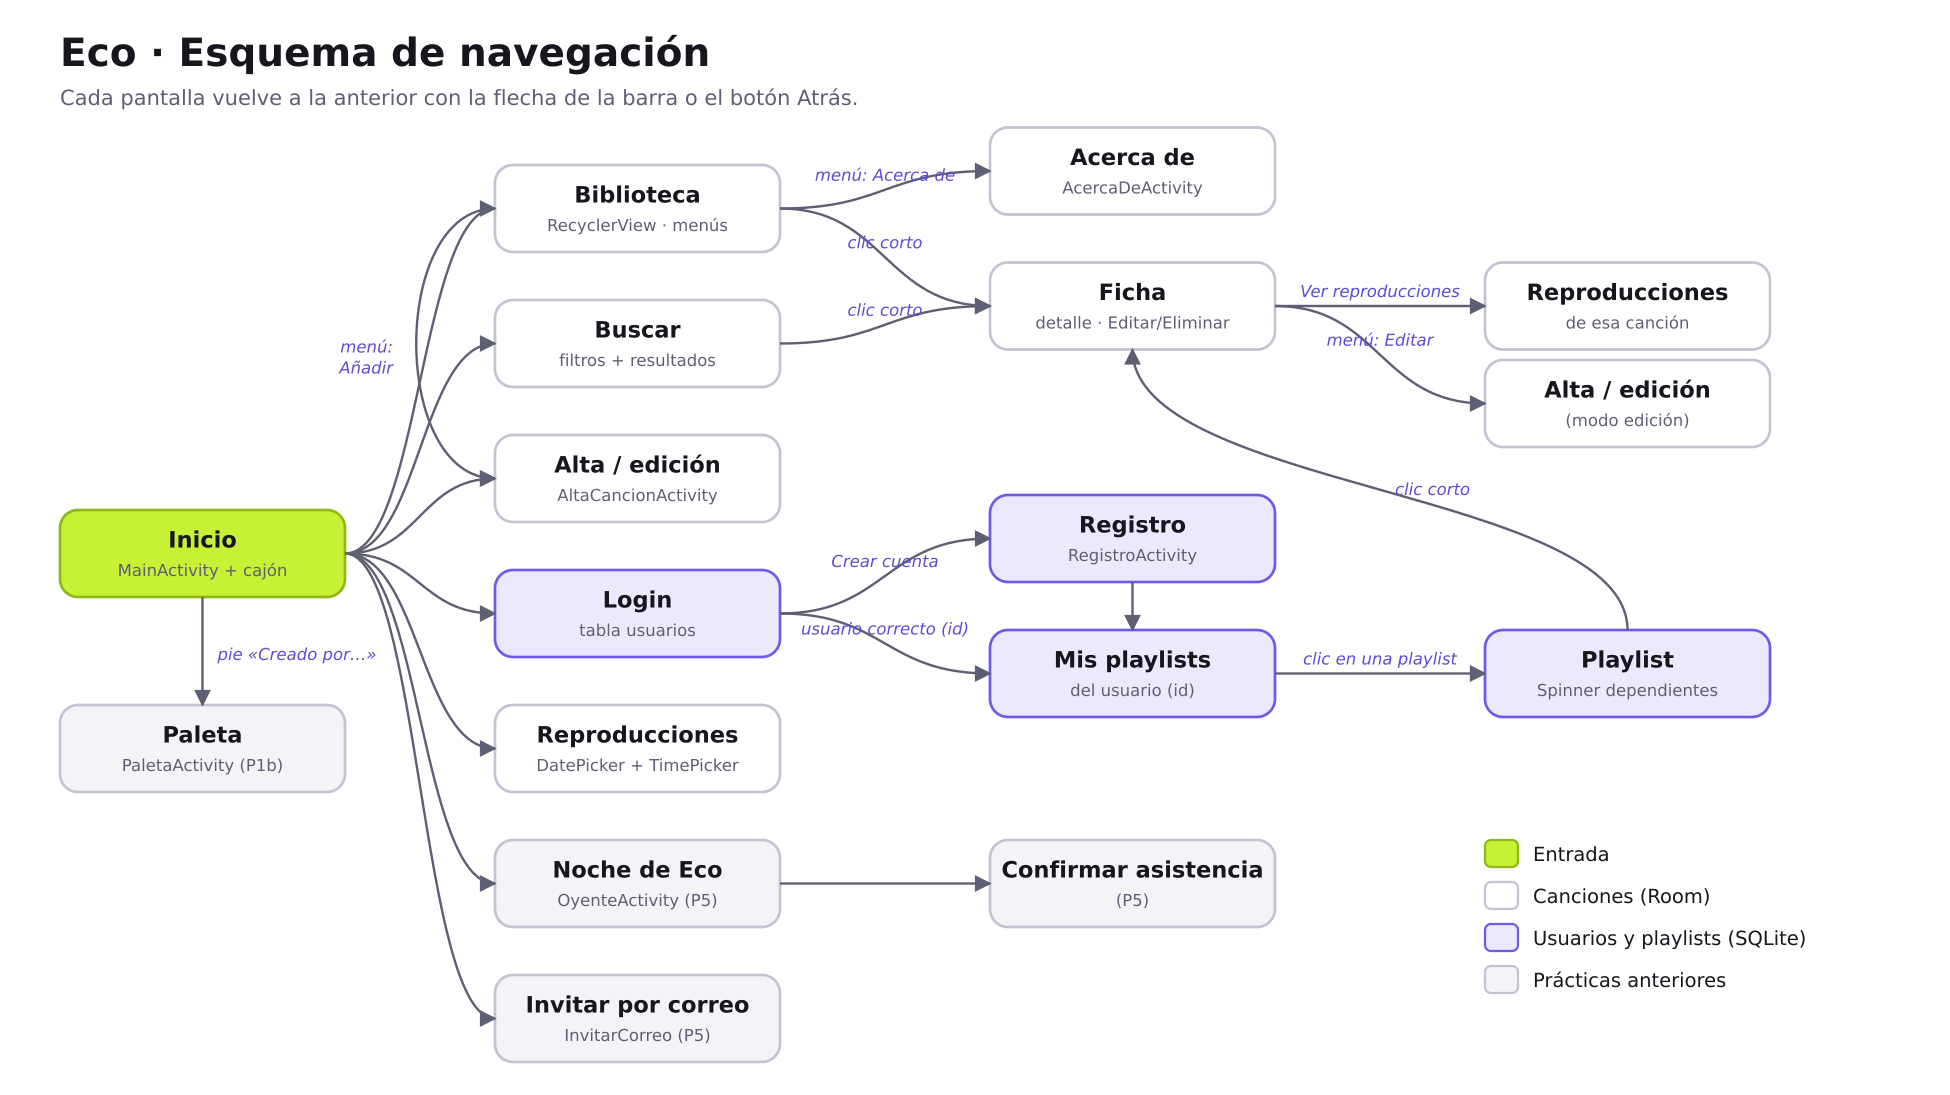 Eco · Esquema de navegación
Cada pantalla vuelve a la anterior con la flecha de la barra o el botón Atrás.
Acerca de
AcercaDeActivity
menú: Acerca de
Biblioteca
RecyclerView · menús
clic corto
Ficha
detalle · Editar/Eliminar
Ver reproducciones
Reproducciones
de esa canción
Buscar
filtros + resultados
clic corto
menú: Editar
menú:
Añadir
Alta / edición
(modo edición)
Alta / edición
AltaCancionActivity
clic corto
Inicio
MainActivity + cajón
Registro
RegistroActivity
Crear cuenta
Login
tabla usuarios
usuario correcto (id)
pie «Creado por…»
Mis playlists
del usuario (id)
clic en una playlist
Playlist
Spinner dependientes
Paleta
PaletaActivity (P1b)
Reproducciones
DatePicker + TimePicker
Noche de Eco
OyenteActivity (P5)
Confirmar asistencia
(P5)
Invitar por correo
InvitarCorreo (P5)
Entrada
Canciones (Room)
Usuarios y playlists (SQLite)
Prácticas anteriores